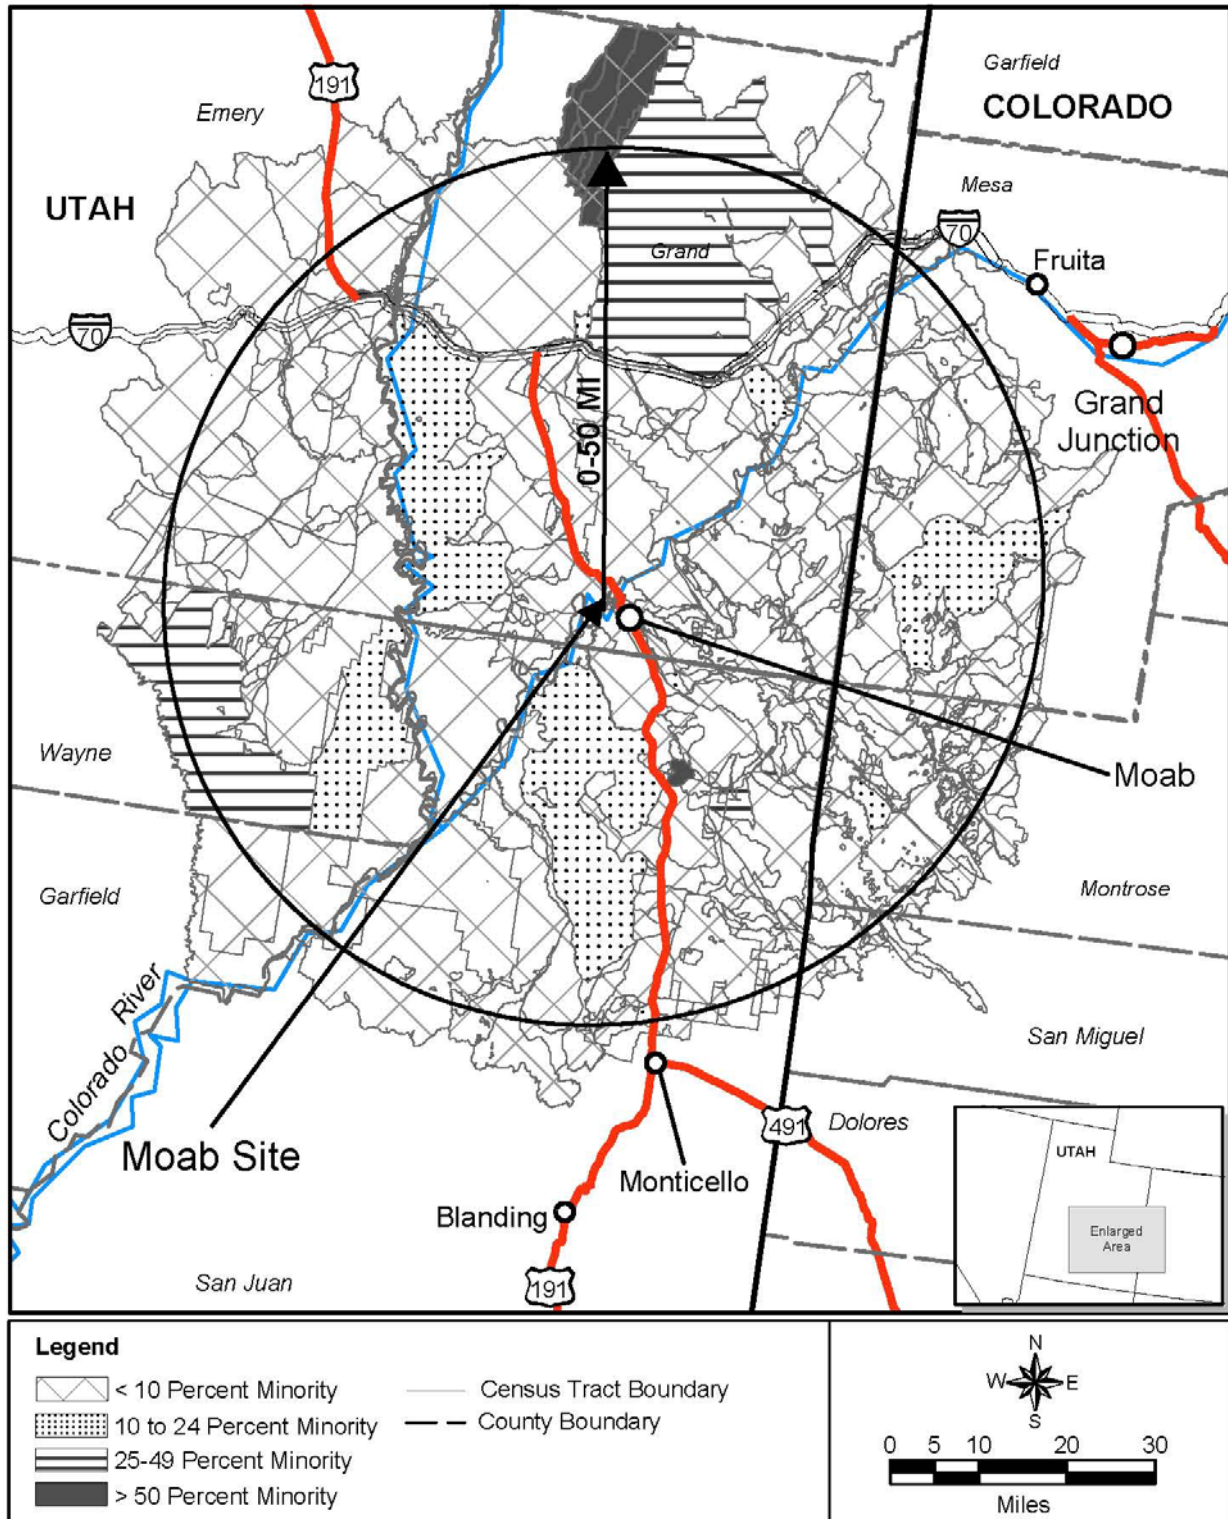 191
Emery
Garfield
COLORADO
Mesa
UTAH
70
Grand
Fruita
70
0-50 MI
Grand
Junction
Wayne
Moab
Garfield
Montrose
Colorado River
San Miguel
Moab Site
491
Dolores
Monticello
Blanding
191
San Juan
UTAH
Enlarged
Area
Legend
< 10 Percent Minority
10 to 24 Percent Minority
25-49 Percent Minority
> 50 Percent Minority
Census Tract Boundary
County Boundary
N
W E
S
0 5 10 20 30
Miles